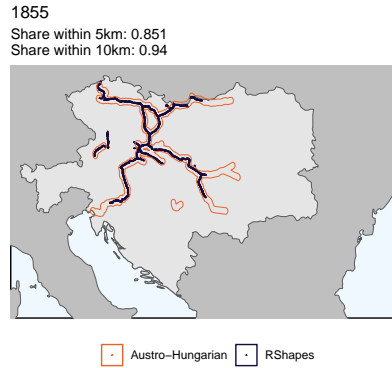 1855
Share within 5km: 0.851
Share within 10km: 0.94
Austro−Hungarian
RShapes